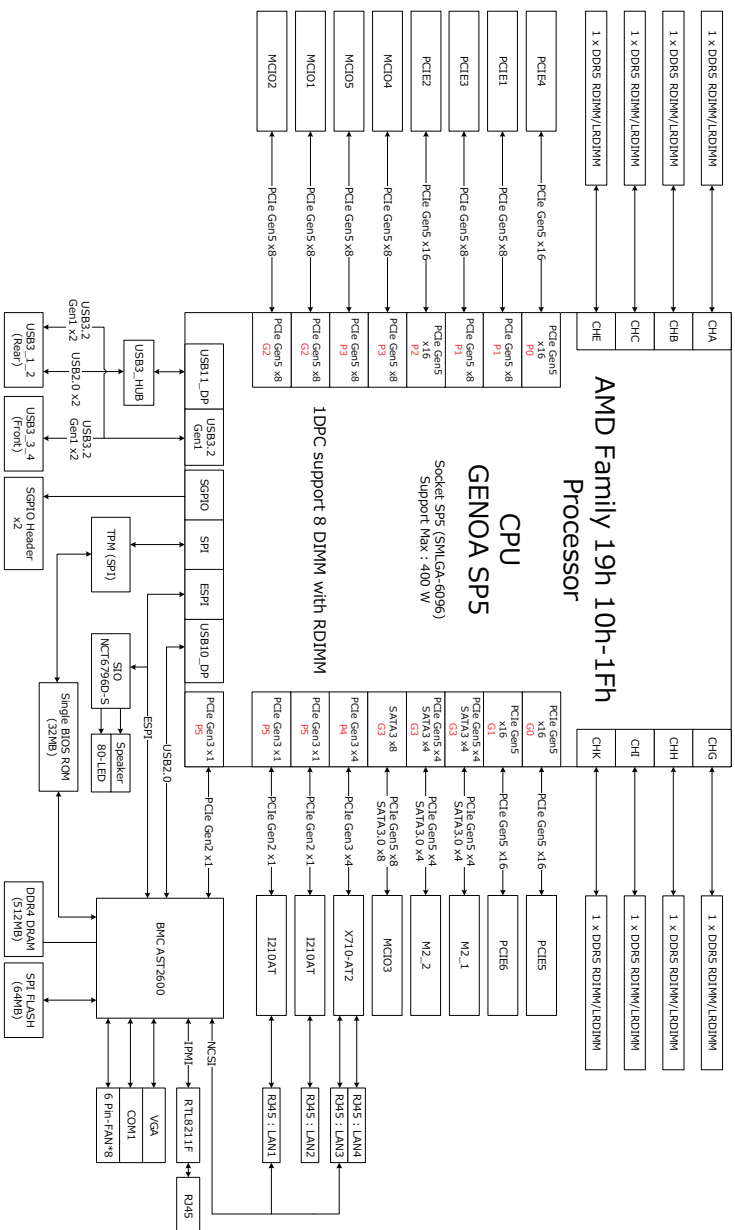 AMD Family 19h 10h-1Fh
Processor
CPU
GENOA SP5
Socket SP5 (SMLGA-6096)
Support Max : 400 W
1DPC support 8 DIMM with RDIMM
1 x DDR5 RDIMM/LRDIMM
CHA
1 x DDR5 RDIMM/LRDIMM
CHB
1 x DDR5 RDIMM/LRDIMM
CHC
1 x DDR5 RDIMM/LRDIMM
CHE
CHG
1 x DDR5 RDIMM/LRDIMM
CHH
1 x DDR5 RDIMM/LRDIMM
CHI
1 x DDR5 RDIMM/LRDIMM
CHK
1 x DDR5 RDIMM/LRDIMM
PCIE4
PCIe Gen5 x16
PCIe Gen5
x16
P0
PCIE1
PCIe Gen5 x8
PCIe Gen5 x8
P1
PCIE3
PCIe Gen5 x8
PCIe Gen5 x8
P1
PCIE2
PCIe Gen5 x16
PCIe Gen5
x16
P2
MCIO4
PCIe Gen5 x8
PCIe Gen5 x8
P3
MCIO5
PCIe Gen5 x8
PCIe Gen5 x8
P3
MCIO1
PCIe Gen5 x8
PCIe Gen5 x8
G2
MCIO2
PCIe Gen5 x8
PCIe Gen5 x8
G2
PCIe Gen5
x16
G0
PCIe Gen5 x16
PCIE5
PCIe Gen5
x16
G1
PCIe Gen5 x16
PCIE6
PCIe Gen5 x4
SATA3 x4
G3
PCIe Gen5 x4
SATA3.0 x4
M2_1
PCIe Gen5 x4
SATA3 x4
G3
PCIe Gen5 x4
SATA3.0 x4
M2_2
SATA3 x8
G3
PCIe Gen5 x8
SATA3.0 x8
MCIO3
PCIe Gen3 x4
P4
PCIe Gen3 x4
X710-AT2
RJ45 : LAN4
RJ45 : LAN3
PCIe Gen3 x1
P5
PCIe Gen2 x1
I210AT
RJ45 : LAN2
PCIe Gen3 x1
P5
PCIe Gen2 x1
I210AT
RJ45 : LAN1
PCIe Gen3 x1
P5
PCIe Gen2 x1
BMC AST2600
NCSI
IPMI
RTL8211F
RJ45
VGA
COM1
6 Pin-FAN*8
USB11_DP
USB3.2
Gen1
SGPIO
SPI
ESPI
USB10_DP
USB3_HUB
USB3.2
Gen1 x2
USB2.0 x2
USB3.2
Gen1 x2
USB3_1_2
(Rear)
USB3_3_4
(Front)
SGPIO Header
x2
TPM (SPI)
SIO
NCT6796D-S
Speaker
80-LED
ESPI
USB2.0
Single BIOS ROM
(32MB)
DDR4 DRAM
(512MB)
SPI FLASH
(64MB)